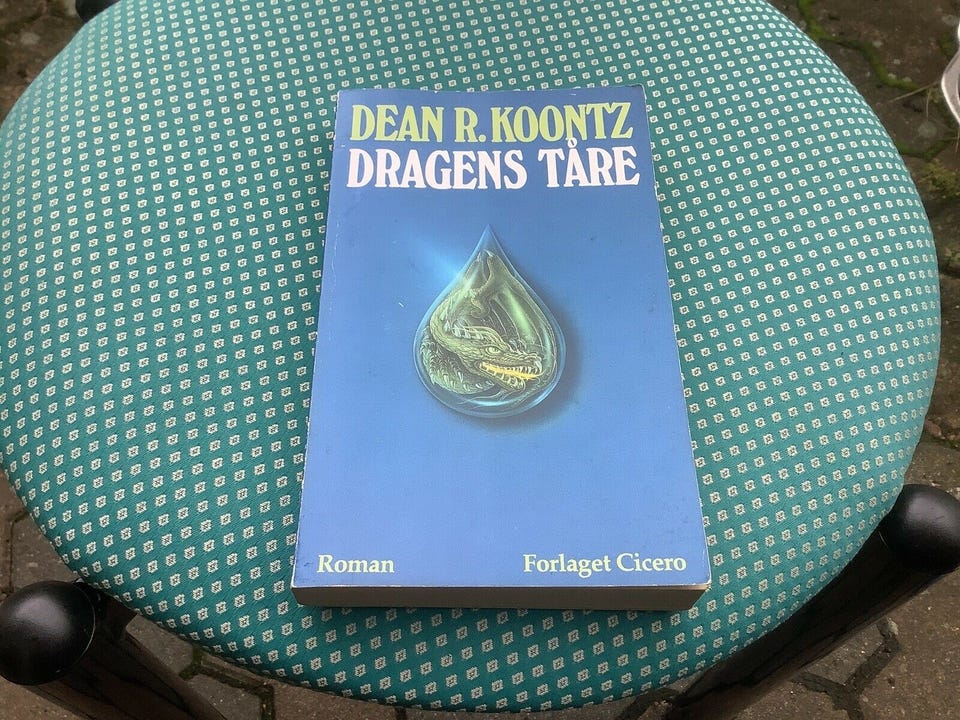 DEAN R. KOONTZ
DRAGENS TÅRE
Roman
Forlaget Cicero